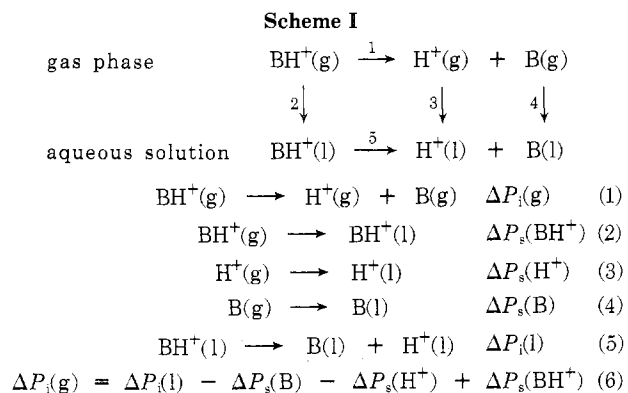 Scheme I
gas phase BH⁺(g) —1→ H⁺(g) + B(g)
2↓ 3↓ 4↓
aqueous solution BH⁺(l) —5→ H⁺(l) + B(l)
BH⁺(g) ⟶ H⁺(g) + B(g) ΔPᵢ(g) (1)
BH⁺(g) ⟶ BH⁺(l) ΔPₛ(BH⁺) (2)
H⁺(g) ⟶ H⁺(l) ΔPₛ(H⁺) (3)
B(g) ⟶ B(l) ΔPₛ(B) (4)
BH⁺(l) ⟶ B(l) + H⁺(l) ΔPᵢ(l) (5)
ΔPᵢ(g) = ΔPᵢ(l) − ΔPₛ(B) − ΔPₛ(H⁺) + ΔPₛ(BH⁺) (6)